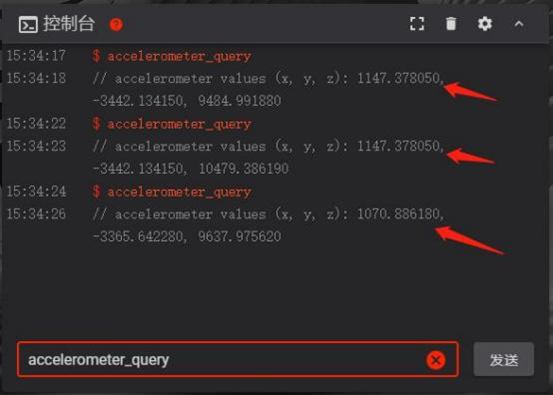 控制台 ?
15:34:17 $ accelerometer_query
15:34:18 // accelerometer values (x, y, z): 1147.378050,
-3442.134150, 9484.991880
15:34:22 $ accelerometer_query
15:34:23 // accelerometer values (x, y, z): 1147.378050,
-3442.134150, 10479.386190
15:34:24 $ accelerometer_query
15:34:26 // accelerometer values (x, y, z): 1070.886180,
-3365.642280, 9637.975620
accelerometer_query
发送